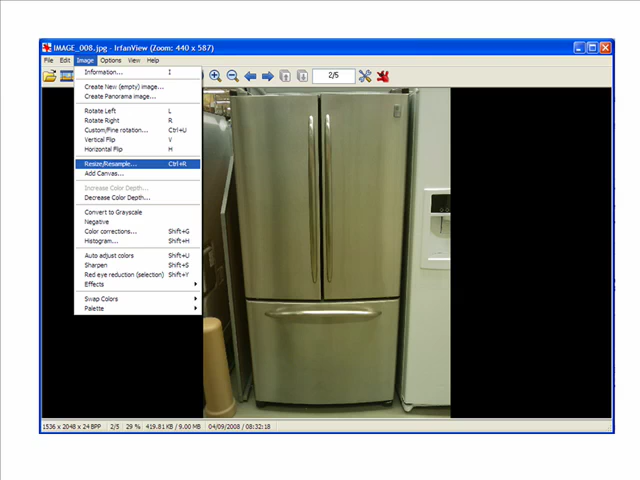 IMAGE_008.jpg - IrfanView (Zoom: 440 x 587)
File Edit Image Options View Help
2/5
Information... I
Create New (empty) image...
Create Panorama image...
Rotate Left L
Rotate Right R
Custom/Fine rotation... Ctrl+U
Vertical Flip V
Horizontal Flip H
Resize/Resample... Ctrl+R
Add Canvas...
Increase Color Depth...
Decrease Color Depth...
Convert to Grayscale
Negative
Color corrections... Shift+G
Histogram... Shift+H
Auto adjust colors Shift+U
Sharpen Shift+S
Red eye reduction (selection) Shift+Y
Effects
Swap Colors
Palette
1536 x 2048 x 24 BPP 2/5 29 % 419.81 KB / 9.00 MB 04/09/2008 / 08:32:18